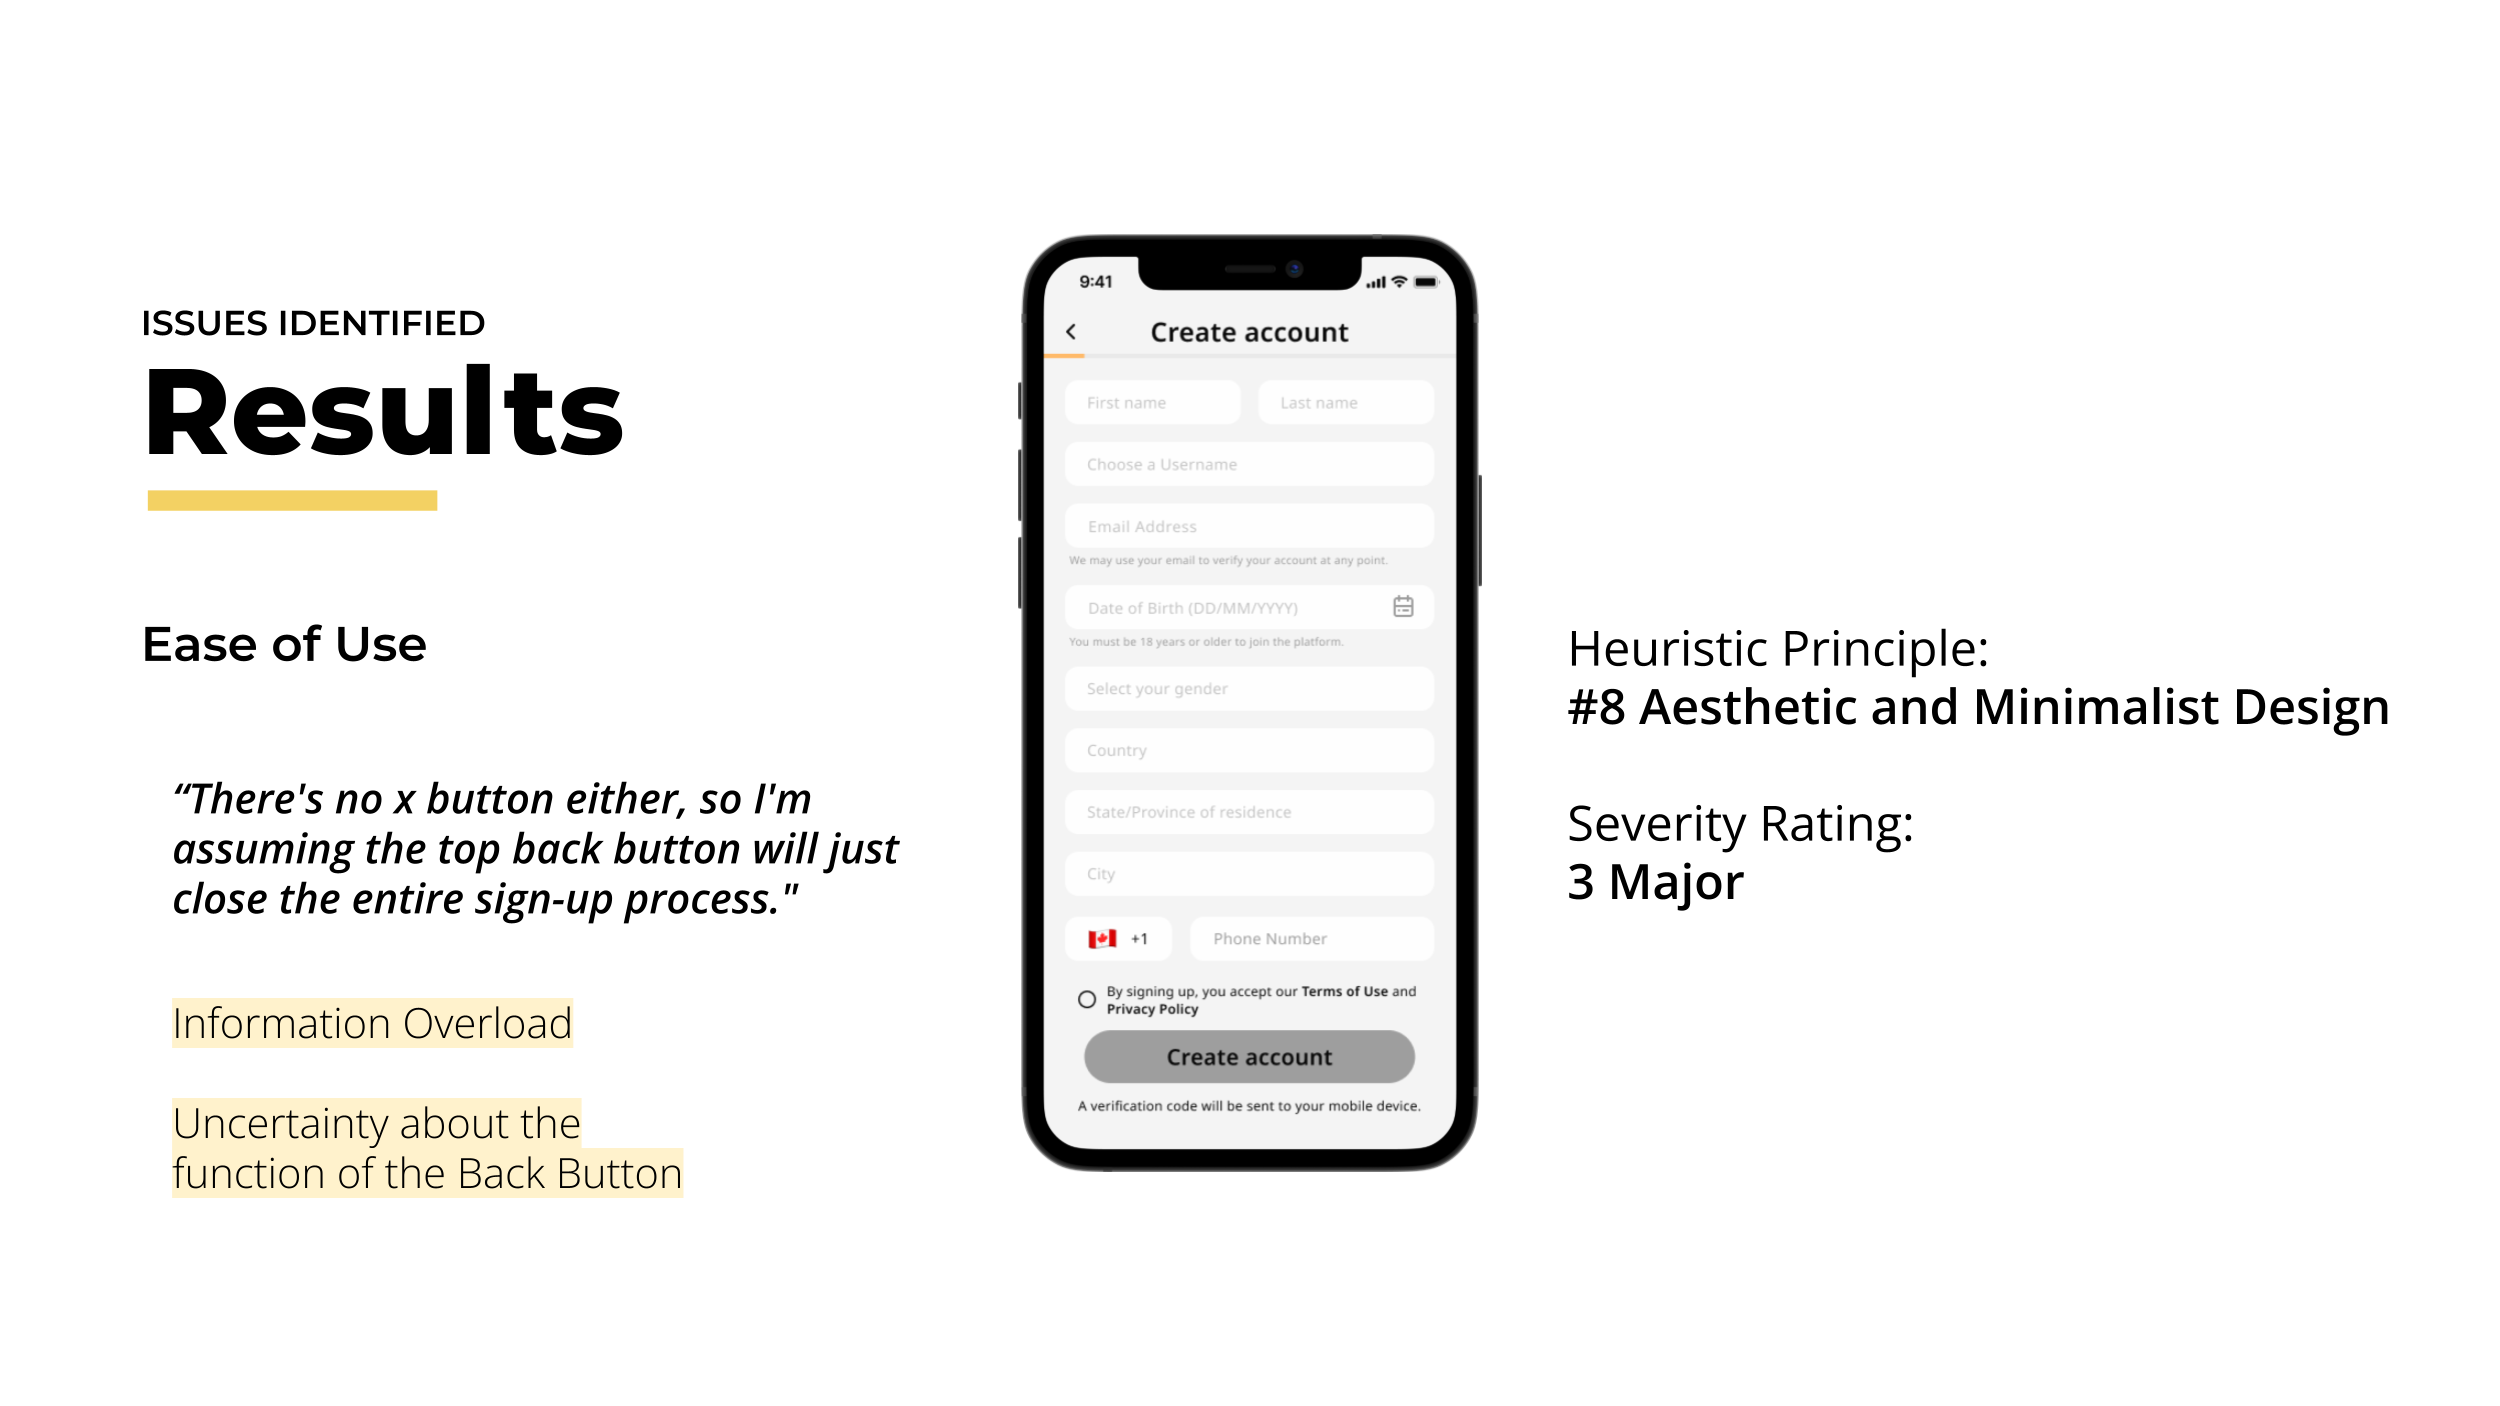 ISSUES IDENTIFIED
Results
Ease of Use
“There's no x button either, so I'm
assuming the top back button will just
close the entire sign-up process."
Information Overload
Uncertainty about the
function of the Back Button
9:41
Create account
First name
Last name
Choose a Username
Email Address
We may use your email to verify your account at any point.
Date of Birth (DD/MM/YYYY)
You must be 18 years or older to join the platform.
Select your gender
Country
State/Province of residence
City
+1
Phone Number
By signing up, you accept our Terms of Use and
Privacy Policy
Create account
A verification code will be sent to your mobile device.
Heuristic Principle:
#8 Aesthetic and Minimalist Design
Severity Rating:
3 Major